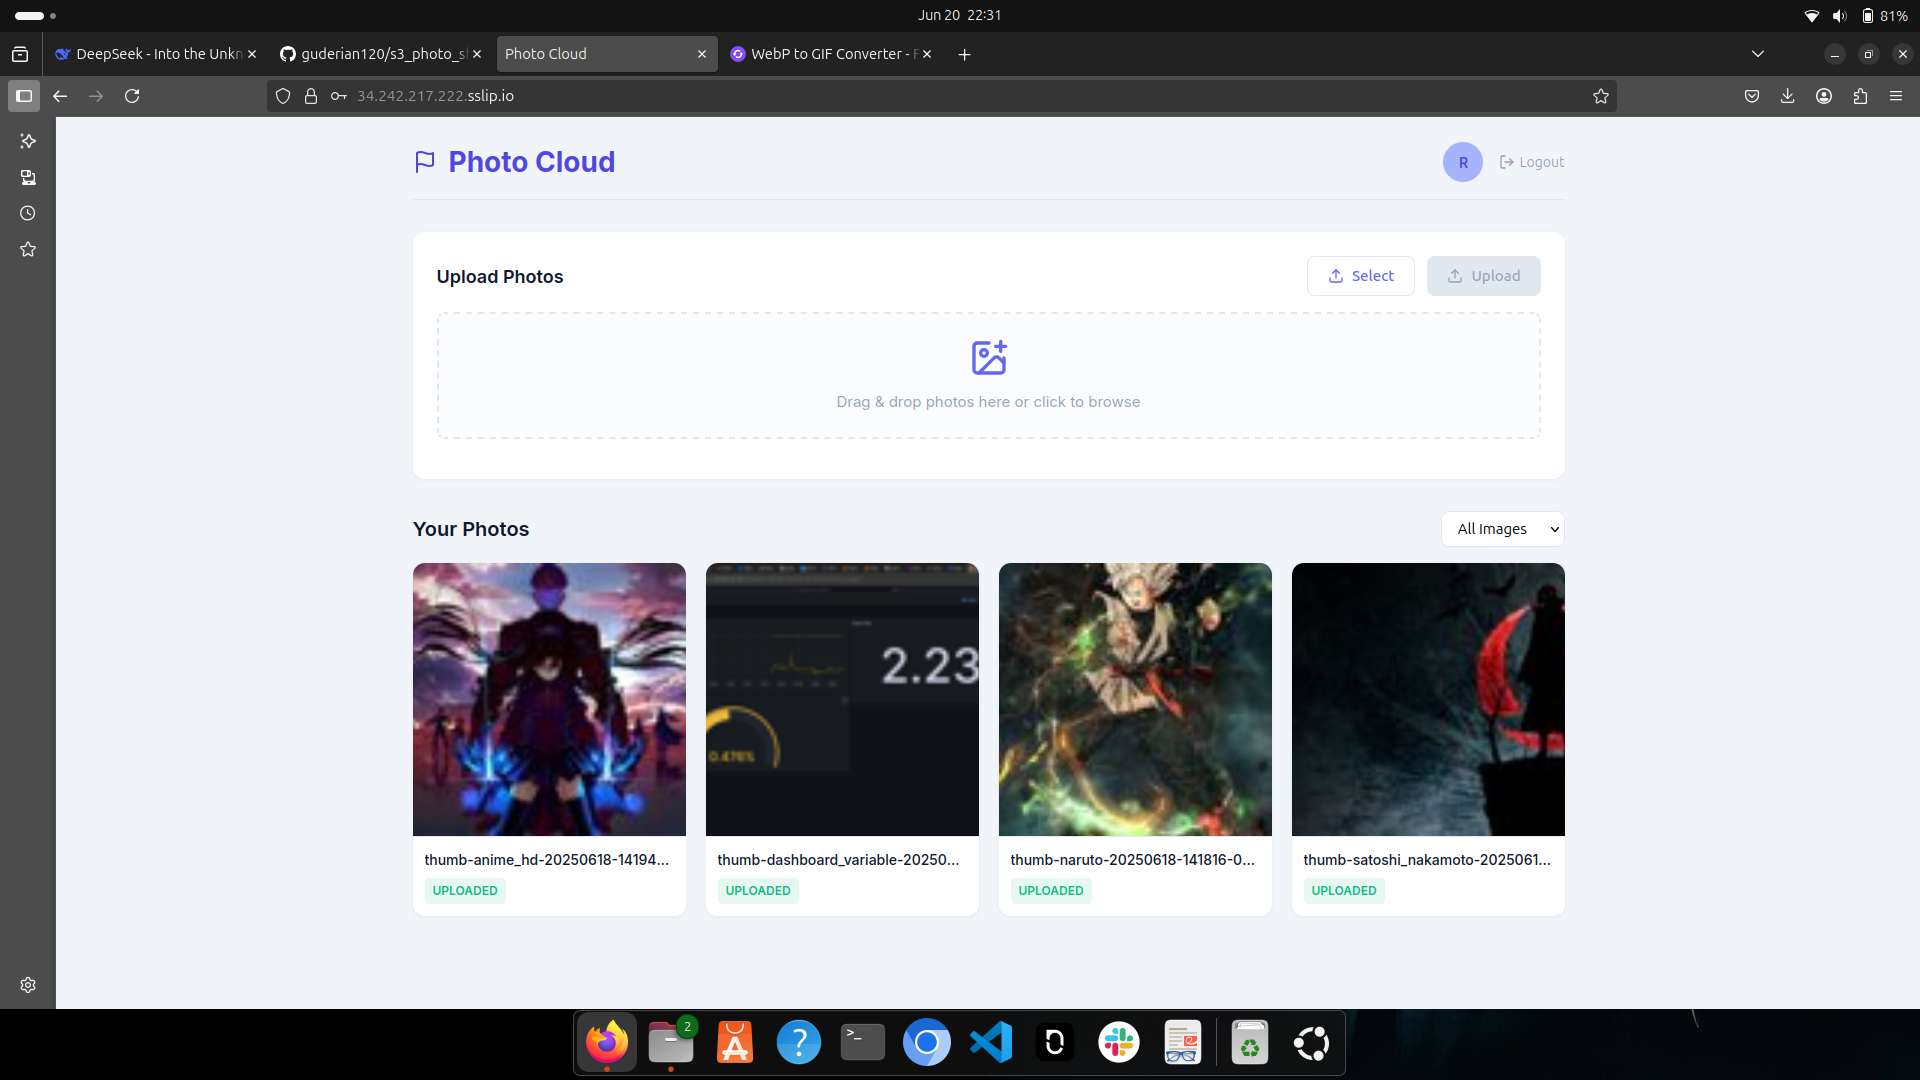 Jun 20 22:31
81%
DeepSeek - Into the Unkn
guderian120/s3_photo_sl
Photo Cloud
WebP to GIF Converter - F
34.242.217.222.sslip.io
Photo Cloud
R
Logout
Upload Photos
Select
Upload
Drag & drop photos here or click to browse
Your Photos
All Images
2.23
0.476%
thumb-anime_hd-20250618-14194...
thumb-dashboard_variable-20250...
thumb-naruto-20250618-141816-0...
thumb-satoshi_nakamoto-2025061...
UPLOADED
UPLOADED
UPLOADED
UPLOADED
2